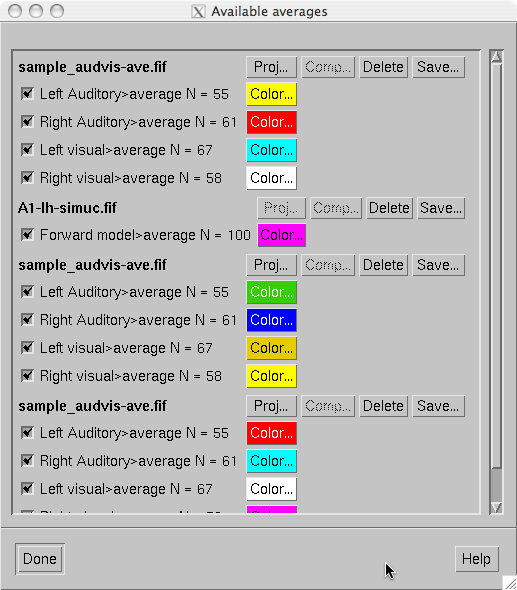 Available averages
sample_audvis-ave.fif Proj... Comp... Delete Save...
Left Auditory>average N = 55 Color...
Right Auditory>average N = 61 Color...
Left visual>average N = 67 Color...
Right visual>average N = 58 Color...
A1-lh-simuc.fif Proj... Comp... Delete Save...
Forward model>average N = 100 Color...
sample_audvis-ave.fif Proj... Comp... Delete Save...
Left Auditory>average N = 55 Color...
Right Auditory>average N = 61 Color...
Left visual>average N = 67 Color...
Right visual>average N = 58 Color...
sample_audvis-ave.fif Proj... Comp... Delete Save...
Left Auditory>average N = 55 Color...
Right Auditory>average N = 61 Color...
Left visual>average N = 67 Color...
Done Help